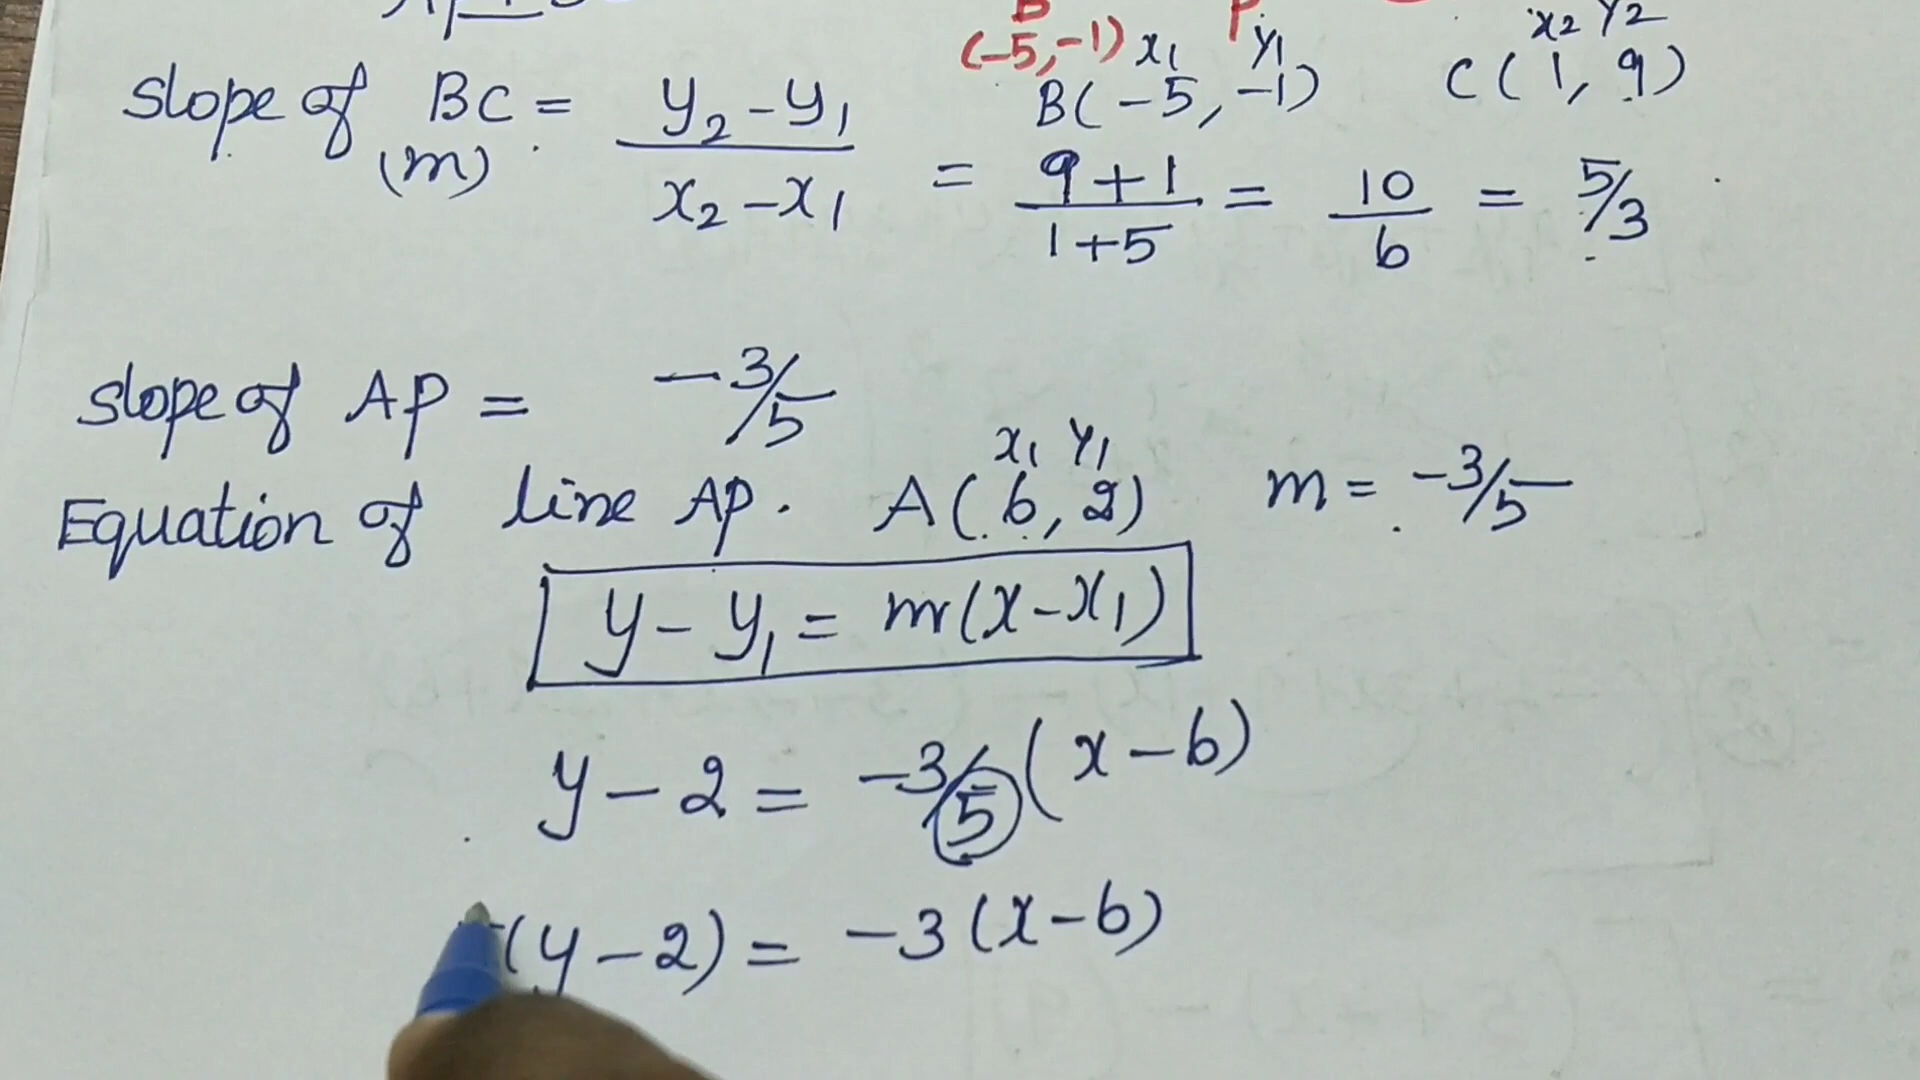 B P x2 y2
(-5,-1) x1 y1
slope of BC = y2 - y1 / x2 - x1 B(-5, -1) C(1, 9)
(m) = 9+1 / 1+5 = 10/6 = 5/3
slope of AP = -3/5
x1 y1
Equation of line AP. A(6, 2) m = -3/5
y - y1 = m(x - x1)
y - 2 = -3/5 (x - 6)
(y - 2) = -3(x - 6)